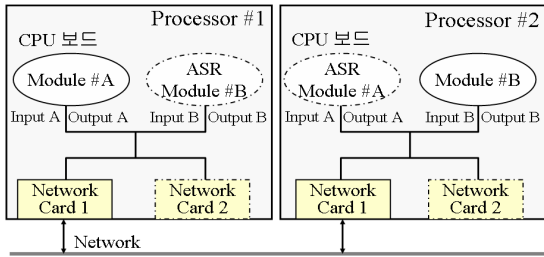 Processor #1
CPU 보드
Module #A
ASR
Module #B
Input A
Output A
Input B
Output B
Network
Card 1
Network
Card 2
Processor #2
CPU 보드
ASR
Module #A
Module #B
Input A
Output A
Input B
Output B
Network
Card 1
Network
Card 2
Network